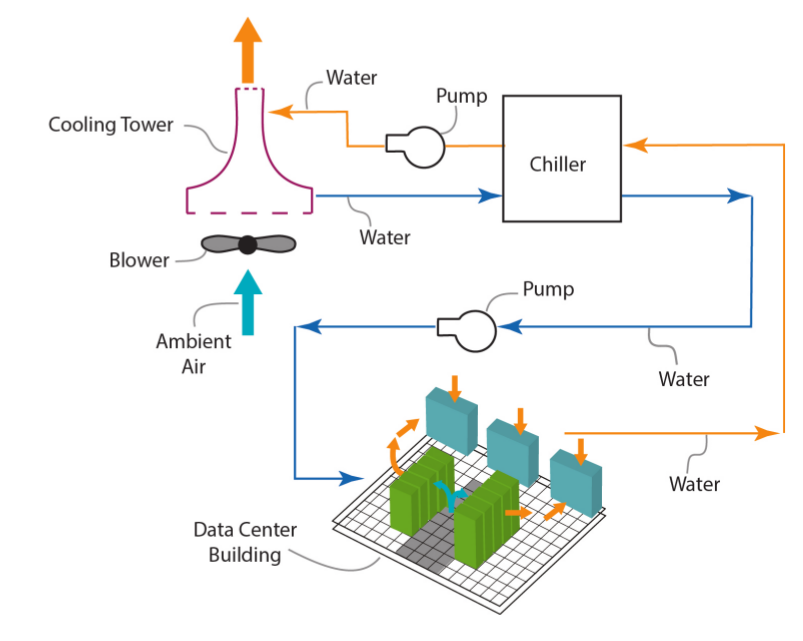 Water
Pump
Cooling Tower
Chiller
Water
Blower
Pump
Ambient
Air
Water
Water
Data Center
Building